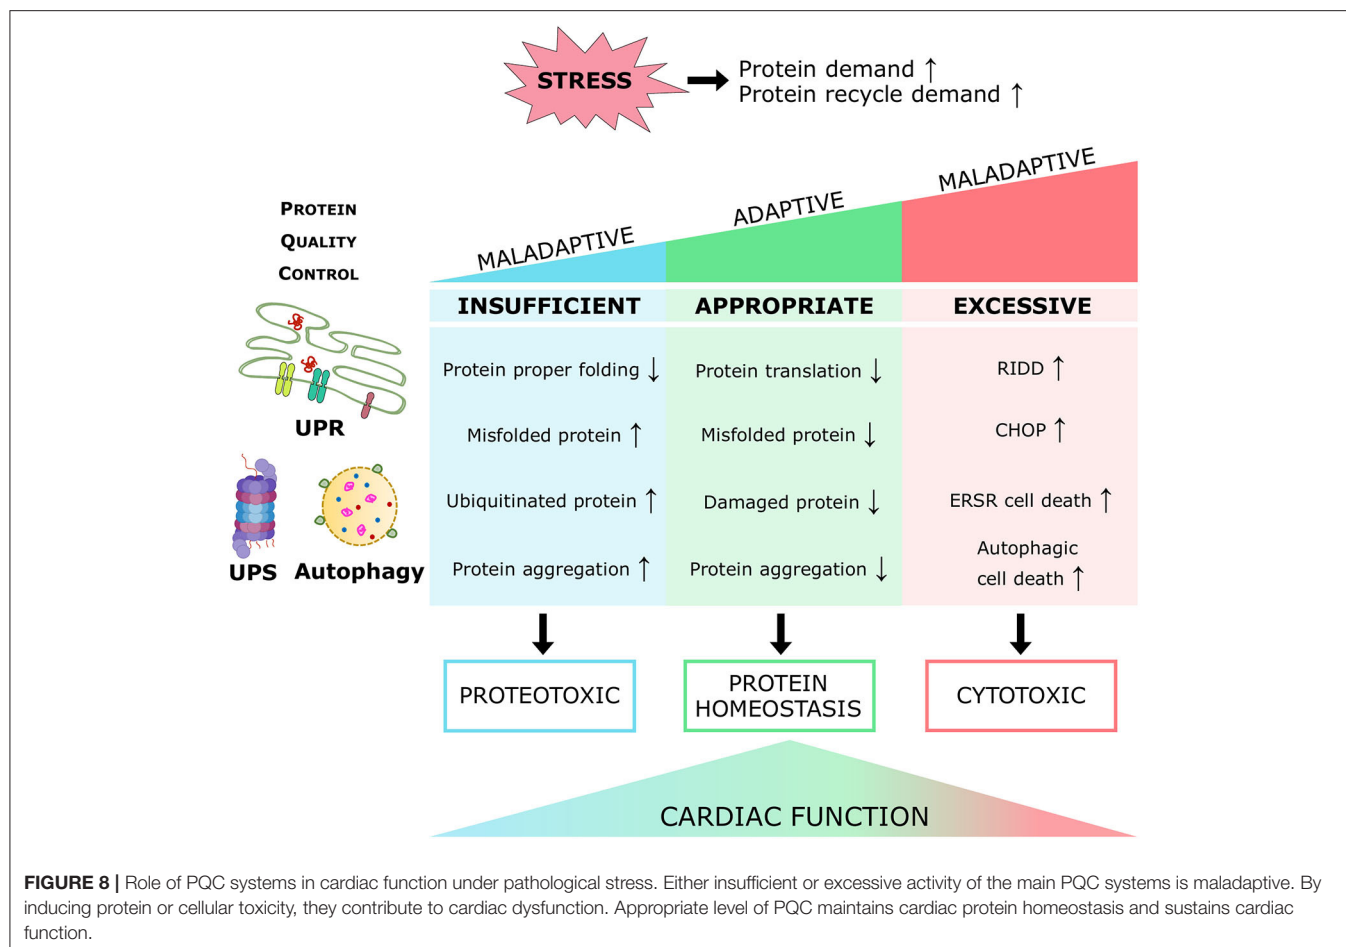 STRESS
Protein demand ↑
Protein recycle demand ↑
MALADAPTIVE
ADAPTIVE
MALADAPTIVE
PROTEIN
QUALITY
CONTROL
INSUFFICIENT
APPROPRIATE
EXCESSIVE
Protein proper folding ↓
Protein translation ↓
RIDD ↑
UPR
Misfolded protein ↑
Misfolded protein ↓
CHOP ↑
Ubiquitinated protein ↑
Damaged protein ↓
ERSR cell death ↑
UPS
Autophagy
Protein aggregation ↑
Protein aggregation ↓
Autophagic
cell death ↑
PROTEOTOXIC
PROTEIN
HOMEOSTASIS
CYTOTOXIC
CARDIAC FUNCTION
FIGURE 8 | Role of PQC systems in cardiac function under pathological stress. Either insufficient or excessive activity of the main PQC systems is maladaptive. By
inducing protein or cellular toxicity, they contribute to cardiac dysfunction. Appropriate level of PQC maintains cardiac protein homeostasis and sustains cardiac
function.